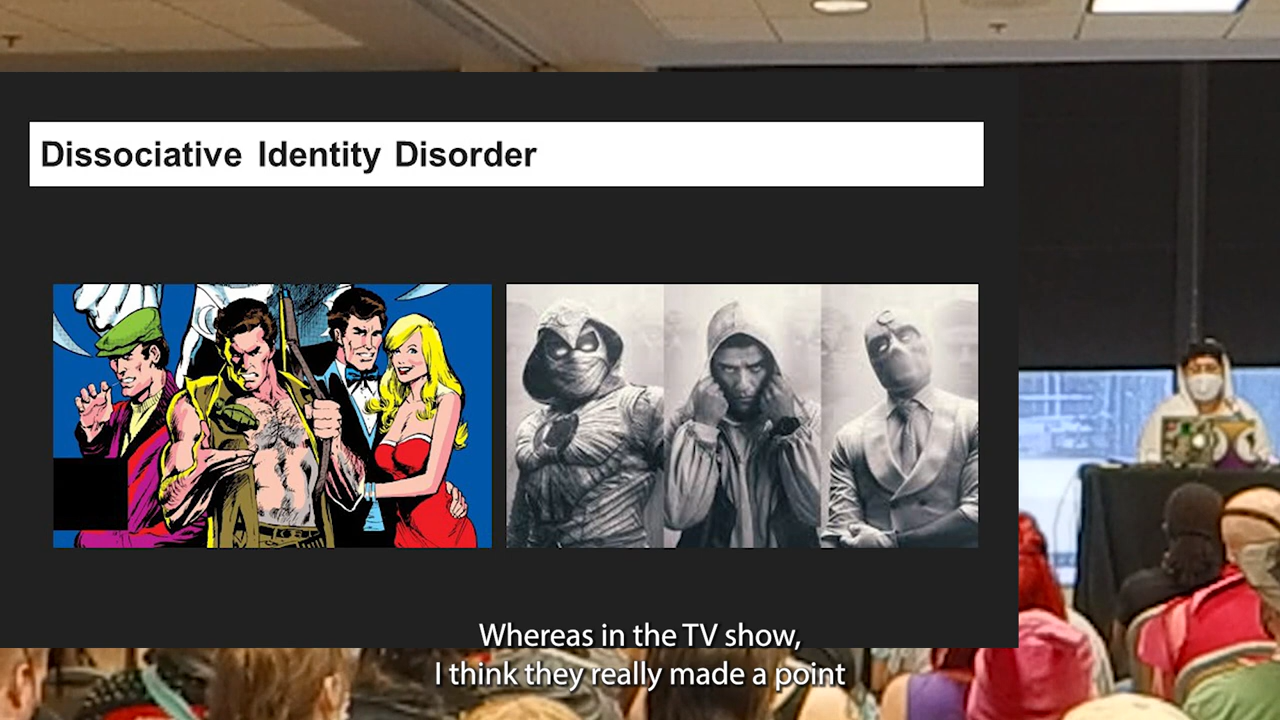 Dissociative Identity Disorder
Whereas in the TV show,
I think they really made a point